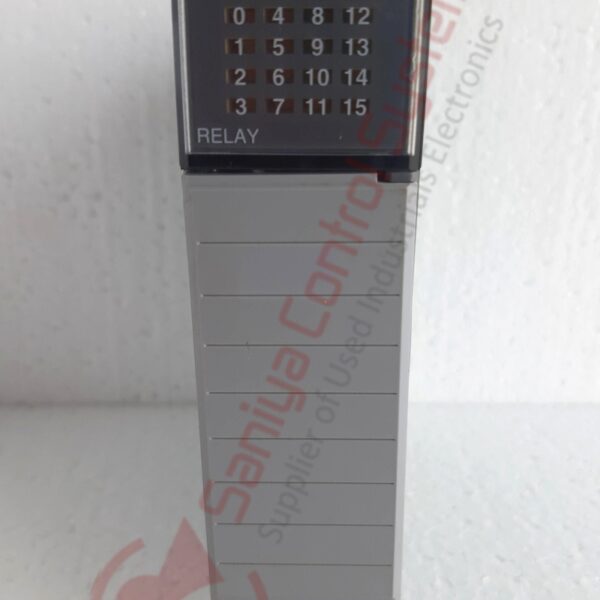 0 4 8 12
1 5 9 13
2 6 10 14
3 7 11 15
RELAY
Saniya Control System
Supplier of Used Industrials Electronics